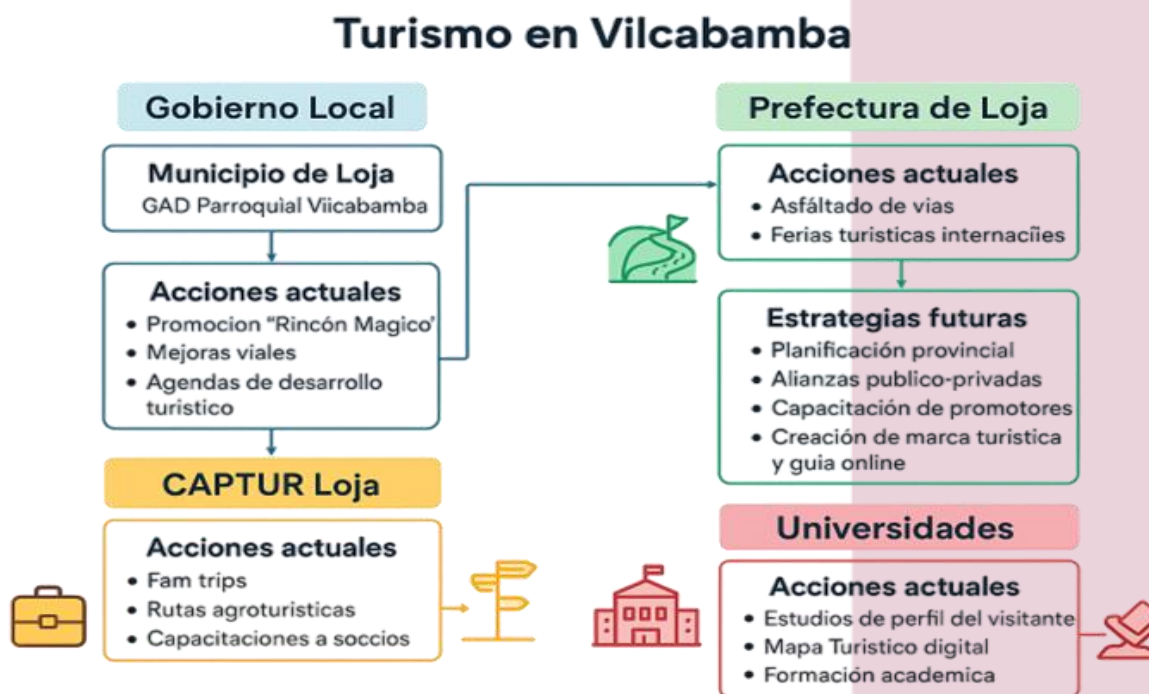 Turismo en Vilcabamba
Gobierno Local
Municipio de Loja
GAD Parroquial Viicabamba
Acciones actuales
• Promocion “Rincón Magico’
• Mejoras viales
• Agendas de desarrollo
turistico
CAPTUR Loja
Acciones actuales
• Fam trips
• Rutas agroturisticas
• Capacitaciones a soccios
Prefectura de Loja
Acciones actuales
• Asfáltado de vias
• Ferias turisticas internaciíies
Estrategias futuras
• Planificación provincial
• Alianzas publico-privadas
• Capacitación de promotores
• Creación de marca turistica
y guia online
Universidades
Acciones actuales
• Estudios de perfil del visitante
• Mapa Turistico digital
• Formación academica